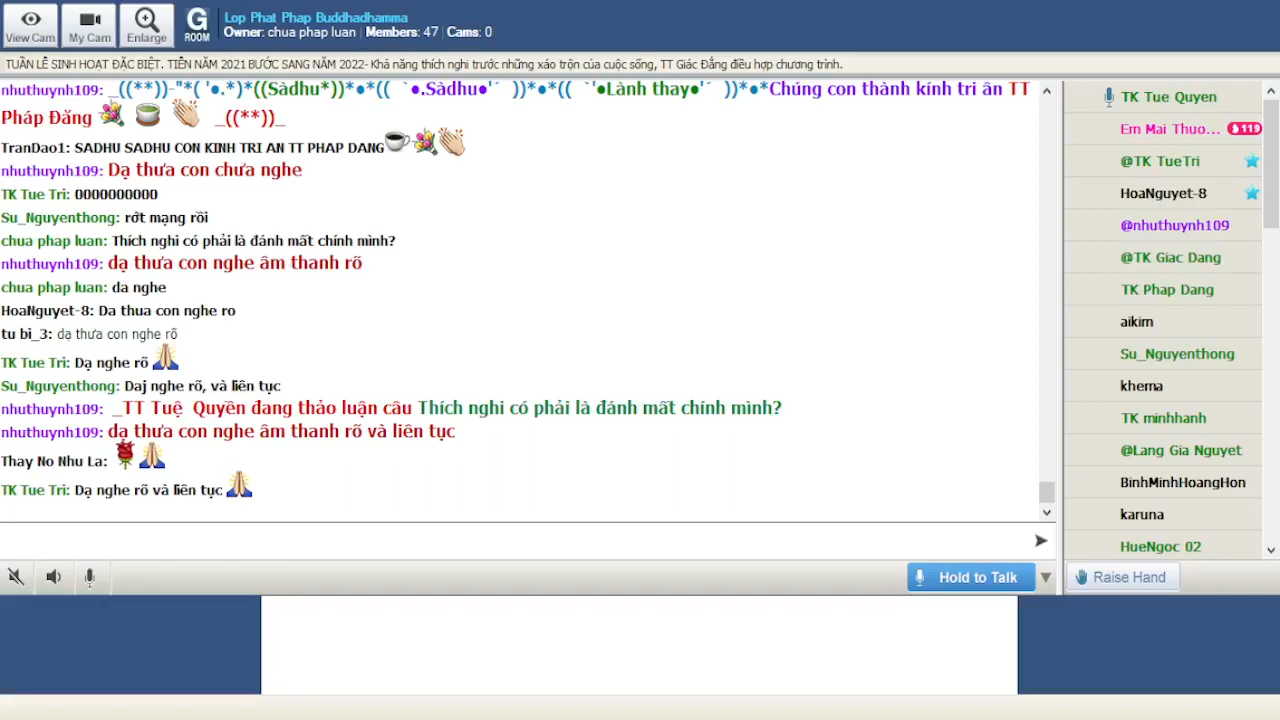 View Cam
My Cam
Enlarge
G
ROOM
Lop Phat Phap Buddhadhamma
Owner: chua phap luan | Members: 47 | Cams: 0
TUẦN LỄ SINH HOẠT ĐẶC BIỆT. TIỄN NĂM 2021 BƯỚC SANG NĂM 2022- Khả năng thích nghi trước những xáo trộn của cuộc sống, TT Giác Đẳng điều hợp chương trình.
nhuthuynh109: _((**))-"*( '●.*)*((Sàdhu*))*●*(( `●.Sàdhu●'´ ))*●*(( `'●Lành thay●'´ ))*●*Chúng con thành kính tri ân TT
Pháp Đăng _((**))_
TranDao1: SADHU SADHU CON KINH TRI AN TT PHAP DANG
nhuthuynh109: Dạ thưa con chưa nghe
TK Tue Tri: 0000000000
Su_Nguyenthong: rớt mạng rồi
chua phap luan: Thích nghi có phải là đánh mất chính mình?
nhuthuynh109: dạ thưa con nghe âm thanh rõ
chua phap luan: da nghe
HoaNguyet-8: Da thua con nghe ro
tu bi_3: dạ thưa con nghe rõ
TK Tue Tri: Dạ nghe rõ
Su_Nguyenthong: Daj nghe rõ, và liên tục
nhuthuynh109: _TT Tuệ Quyền đang thảo luận câu Thích nghi có phải là đánh mất chính mình?
nhuthuynh109: dạ thưa con nghe âm thanh rõ và liên tục
Thay No Nhu La:
TK Tue Tri: Dạ nghe rõ và liên tục
Hold to Talk
TK Tue Quyen
Em Mai Thuo... 119
@TK TueTri
HoaNguyet-8
@nhuthuynh109
@TK Giac Dang
TK Phap Dang
aikim
Su_Nguyenthong
khema
TK minhhanh
@Lang Gia Nguyet
BinhMinhHoangHon
karuna
HueNgoc 02
Raise Hand